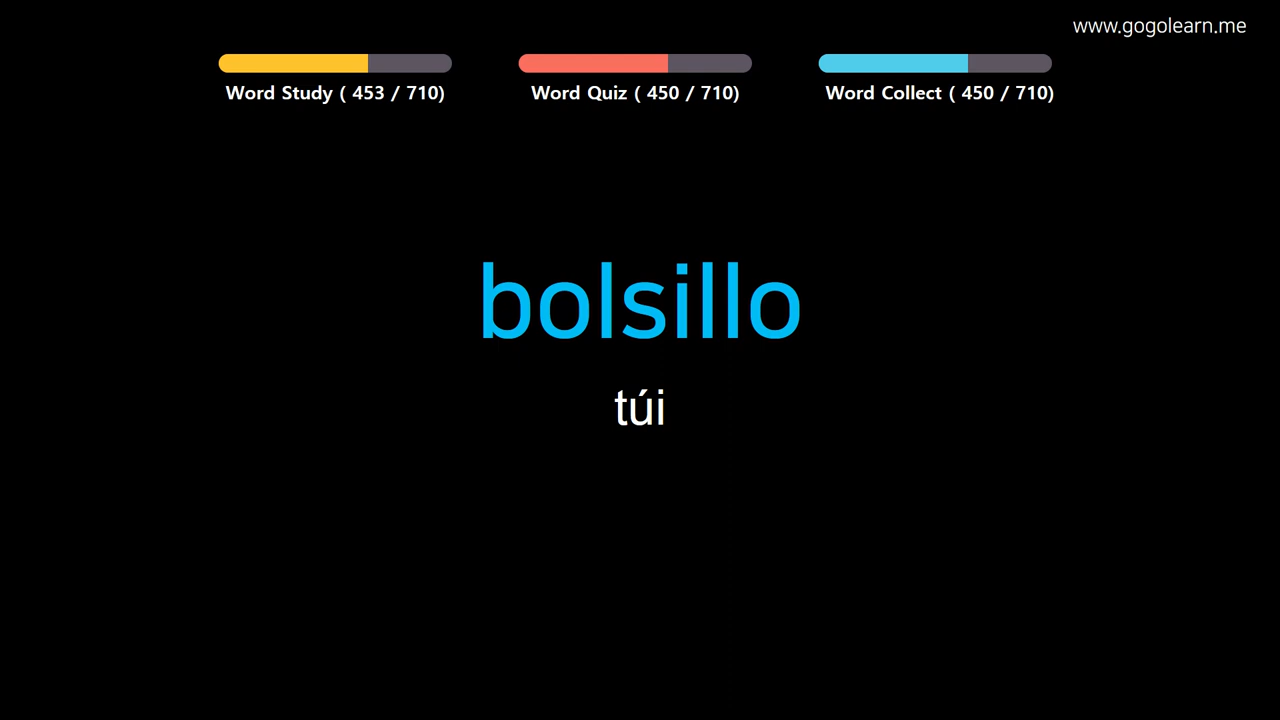 www.gogolearn.me
Word Study ( 453 / 710)
Word Quiz ( 450 / 710)
Word Collect ( 450 / 710)
bolsillo
túi